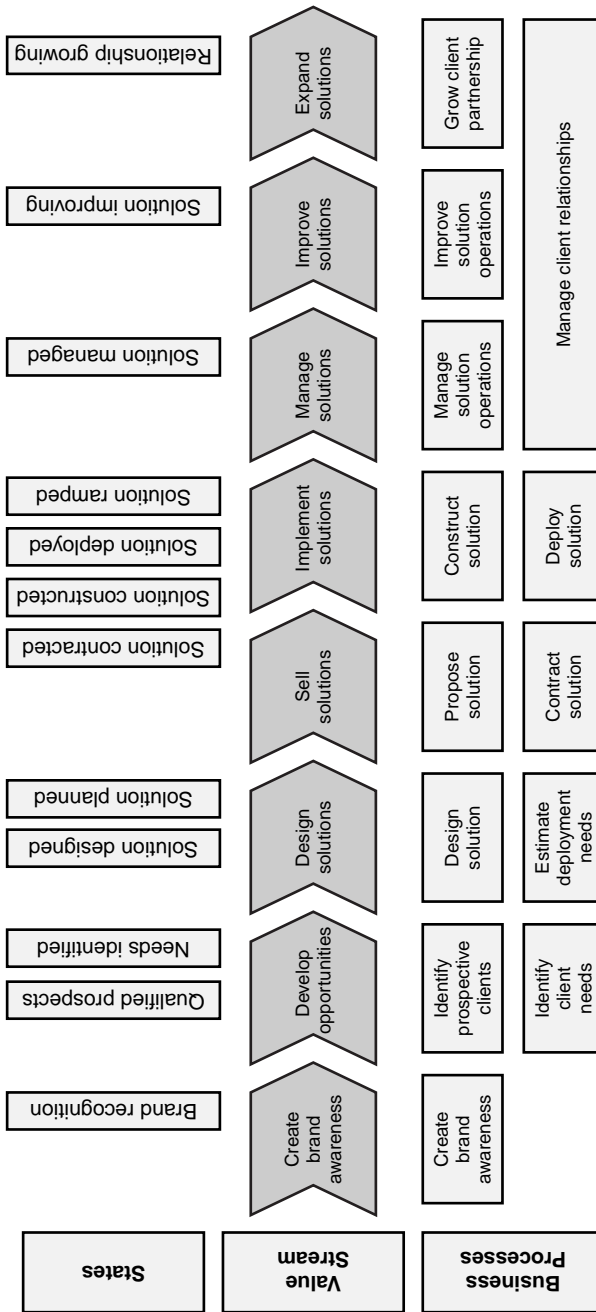 States
Brand recognition
Qualified prospects
Needs identified
Solution designed
Solution planned
Solution contracted
Solution constructed
Solution deployed
Solution ramped
Solution managed
Solution improving
Relationship growing
Value
Stream
Create
brand
awareness
Develop
opportunities
Design
solutions
Sell
solutions
Implement
solutions
Manage
solutions
Improve
solutions
Expand
solutions
Business
Processes
Create
brand
awareness
Identify
prospective
clients
Design
solution
Propose
solution
Construct
solution
Manage
solution
operations
Improve
solution
operations
Grow client
partnership
Identify
client
needs
Estimate
deployment
needs
Contract
solution
Deploy
solution
Manage client relationships